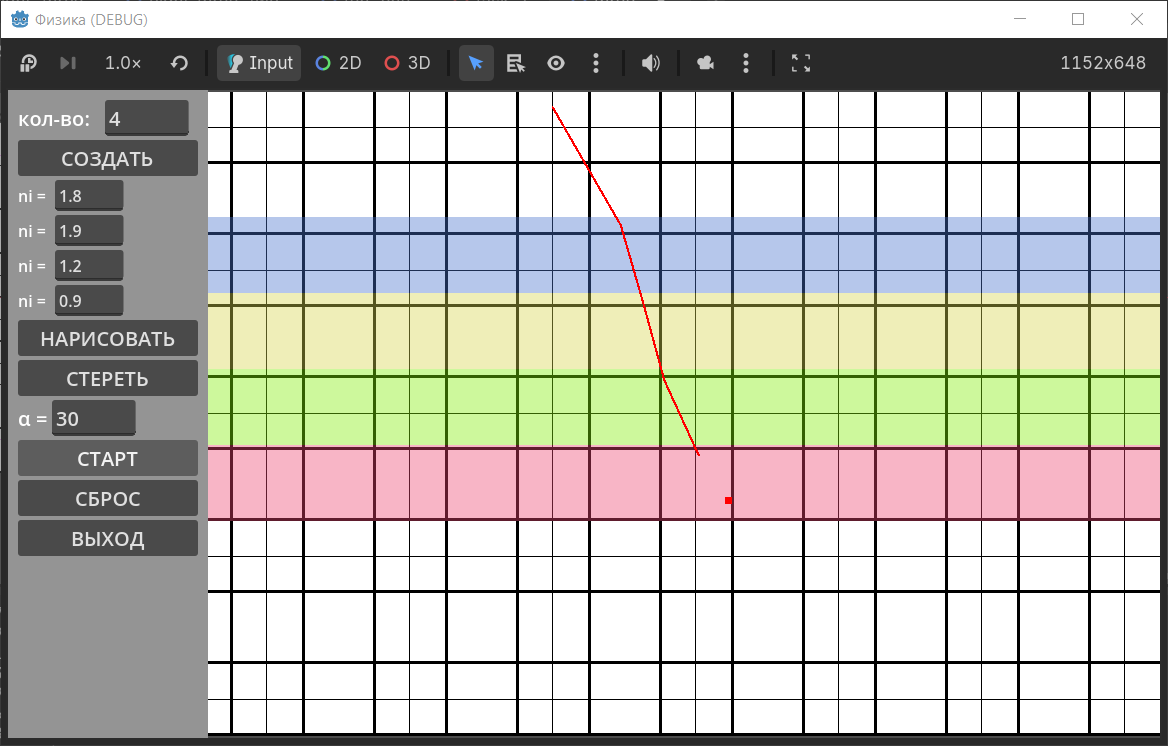 Физика (DEBUG)
1.0× Input 2D 3D 1152x648
кол-во: 4
СОЗДАТЬ
ni = 1.8
ni = 1.9
ni = 1.2
ni = 0.9
НАРИСОВАТЬ
СТЕРЕТЬ
α = 30
СТАРТ
СБРОС
ВЫХОД